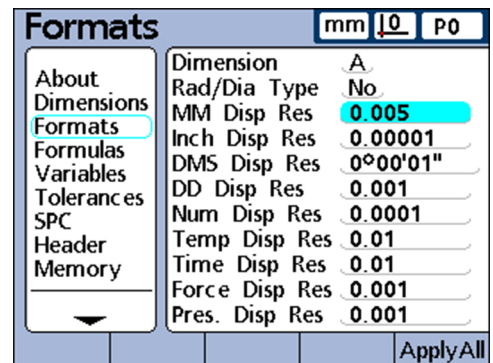 Formats
mm 0 P0
About
Dimensions
Formats
Formulas
Variables
Tolerances
SPC
Header
Memory
Dimension A
Rad/Dia Type No
MM Disp Res 0.005
Inch Disp Res 0.00001
DMS Disp Res 0º00'01"
DD Disp Res 0.001
Num Disp Res 0.0001
Temp Disp Res 0.01
Time Disp Res 0.01
Force Disp Res 0.001
Pres. Disp Res 0.001
Apply All